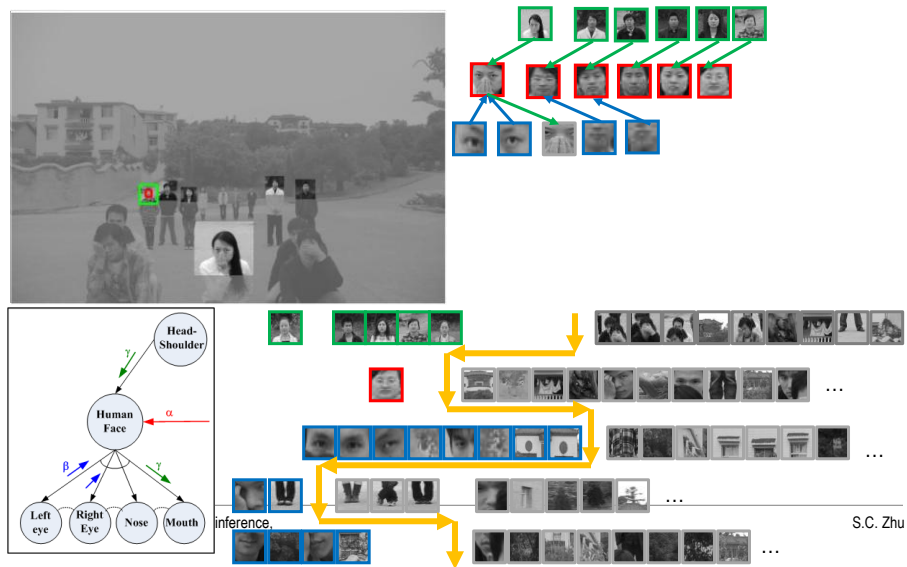 Head-
Shoulder
γ
Human
Face
α
β
γ
Left
eye
Right
Eye
Nose
Mouth
...
...
...
...
...
inference,
S.C. Zhu